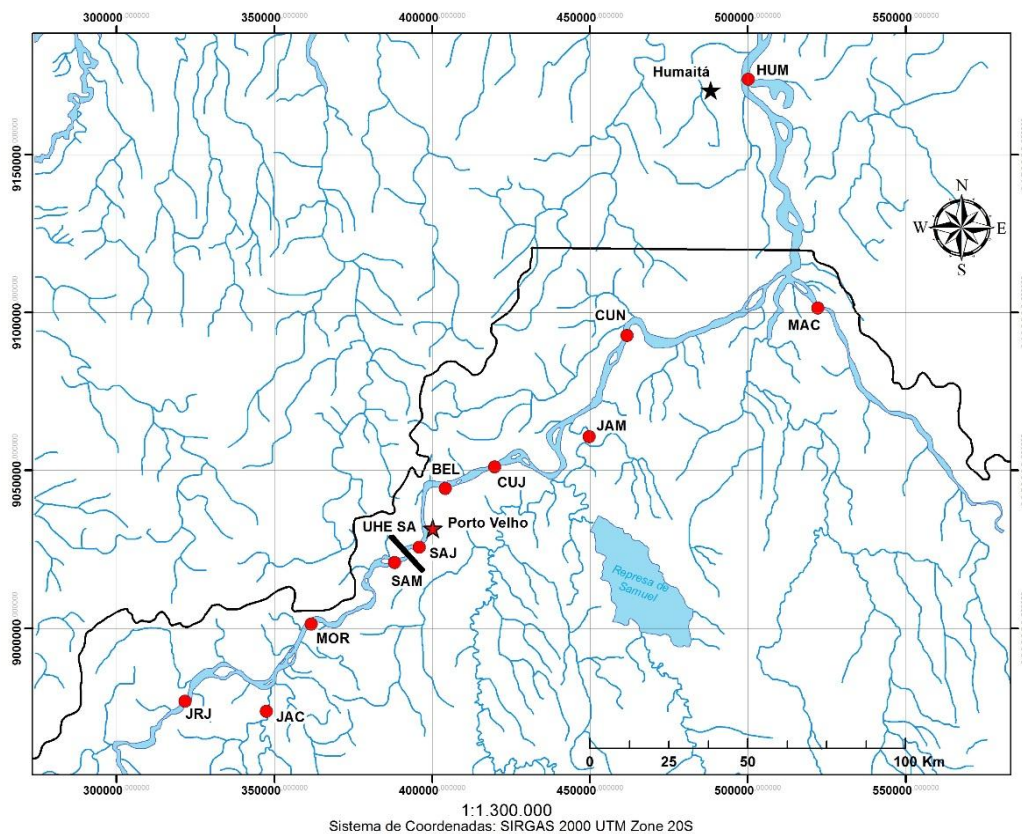 300000.000000 350000.000000 400000.000000 450000.000000 500000.000000 550000.000000
Humaitá
HUM
9150000.000000
N
W E
S
9100000.000000
CUN
MAC
JAM
9050000.000000
BEL
CUJ
UHE SA
Porto Velho
SAJ
SAM
Represa de
Samuel
9000000.000000
MOR
JRJ
JAC
0 25 50 100 Km
300000.000000 350000.000000 400000.000000 450000.000000 500000.000000 550000.000000
1:1.300.000
Sistema de Coordenadas: SIRGAS 2000 UTM Zone 20S